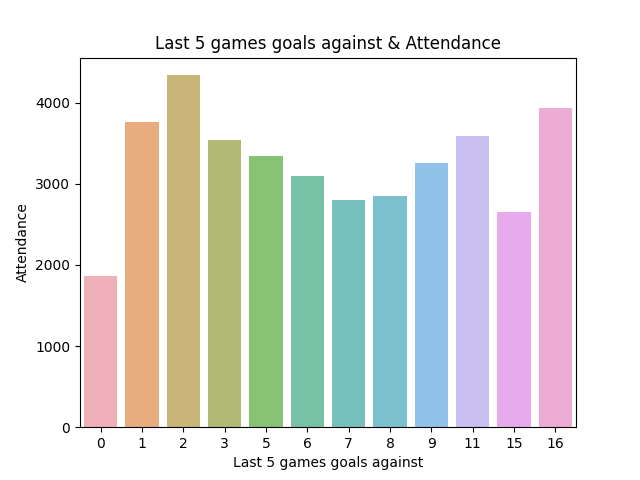 Last 5 games goals against & Attendance
4000
3000
2000
1000
0
Attendance
0 1 2 3 5 6 7 8 9 11 15 16
Last 5 games goals against